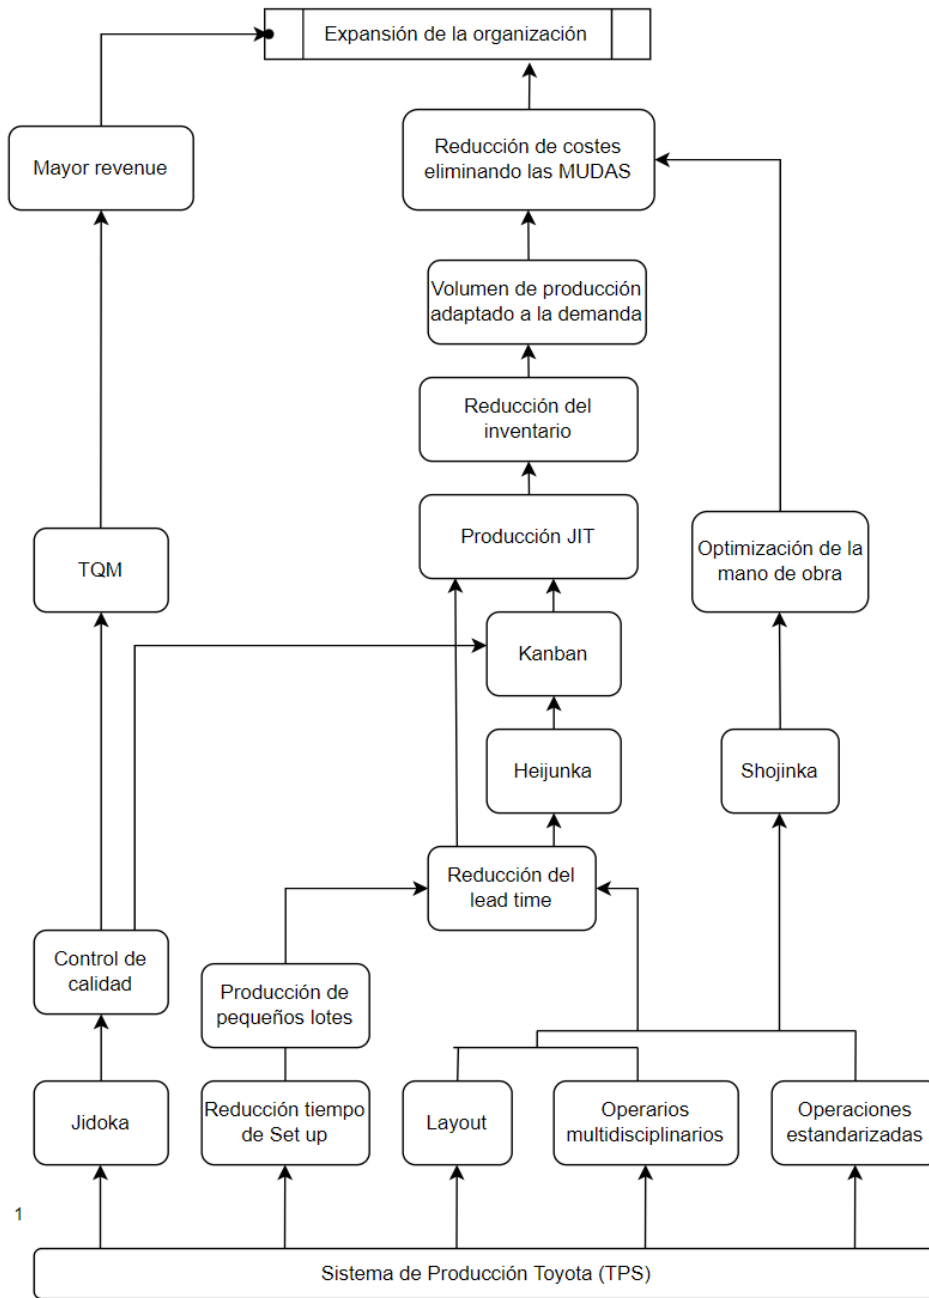 Expansión de la organización
Mayor revenue
Reducción de costes
eliminando las MUDAS
Volumen de producción
adaptado a la demanda
Reducción del
inventario
Producción JIT
TQM
Optimización de la
mano de obra
Kanban
Heijunka
Shojinka
Reducción del
lead time
Control de
calidad
Producción de
pequeños lotes
Jidoka
Reducción tiempo
de Set up
Layout
Operarios
multidisciplinarios
Operaciones
estandarizadas
1
Sistema de Producción Toyota (TPS)